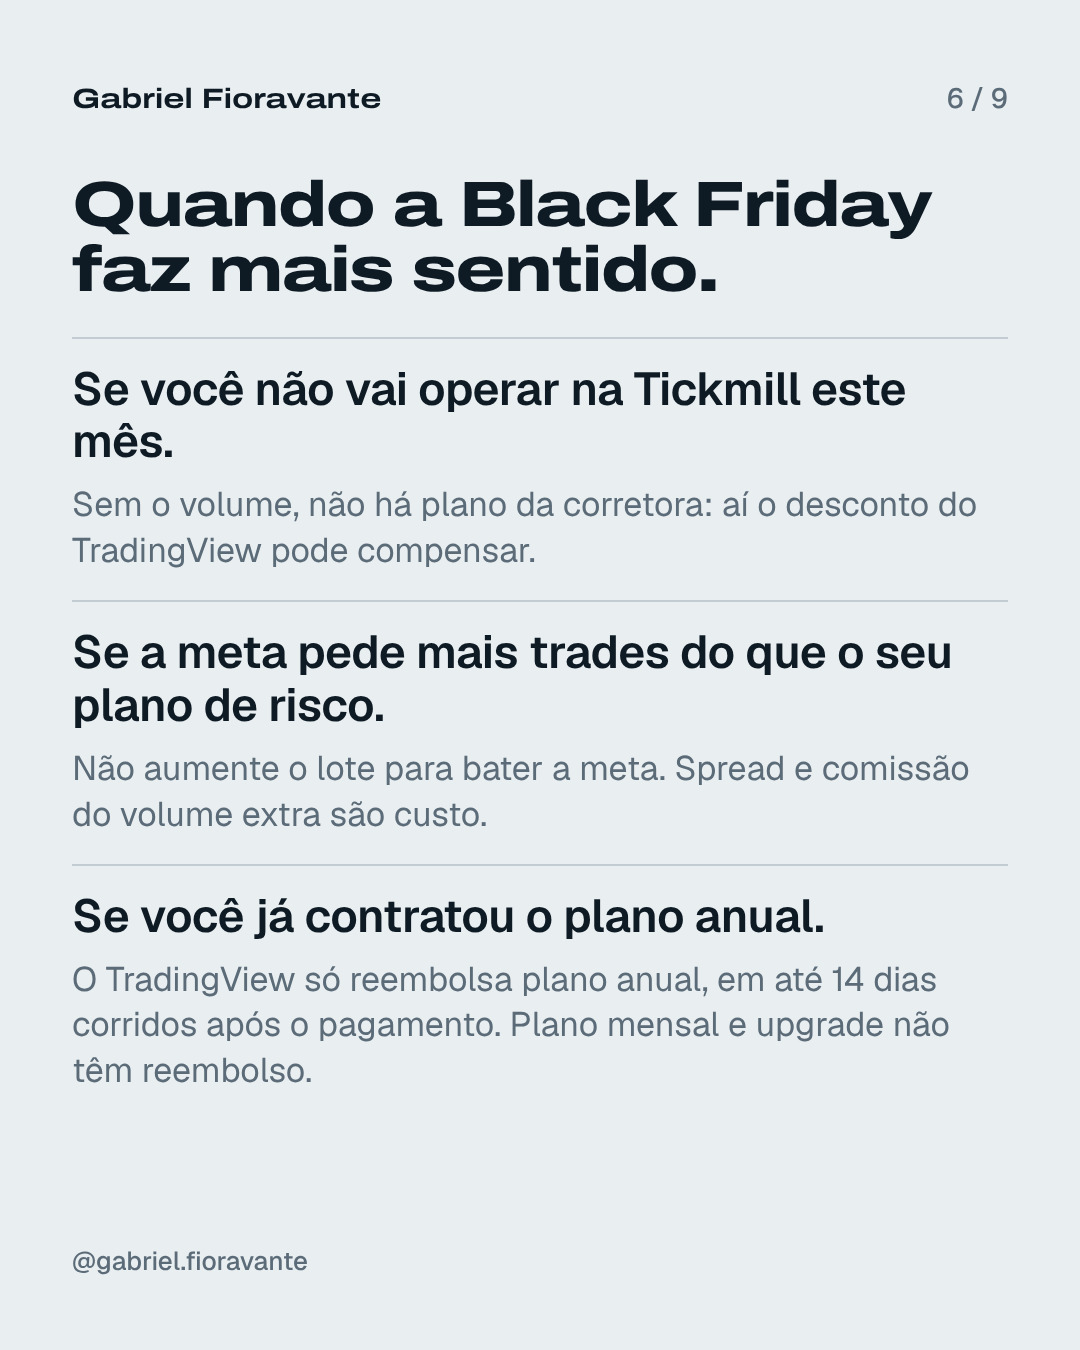 Gabriel Fioravante
6 / 9
Quando a Black Friday
faz mais sentido.
Se você não vai operar na Tickmill este
mês.
Sem o volume, não há plano da corretora: aí o desconto do
TradingView pode compensar.
Se a meta pede mais trades do que o seu
plano de risco.
Não aumente o lote para bater a meta. Spread e comissão
do volume extra são custo.
Se você já contratou o plano anual.
O TradingView só reembolsa plano anual, em até 14 dias
corridos após o pagamento. Plano mensal e upgrade não
têm reembolso.
@gabriel.fioravante